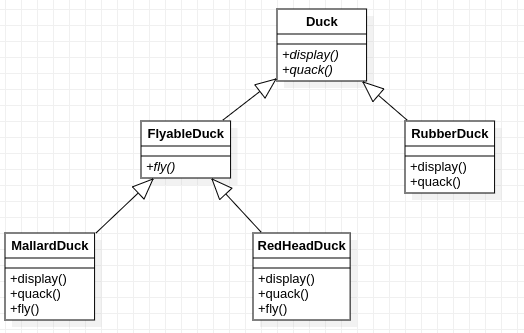 Duck
+display()
+quack()
FlyableDuck
+fly()
RubberDuck
+display()
+quack()
MallardDuck
+display()
+quack()
+fly()
RedHeadDuck
+display()
+quack()
+fly()